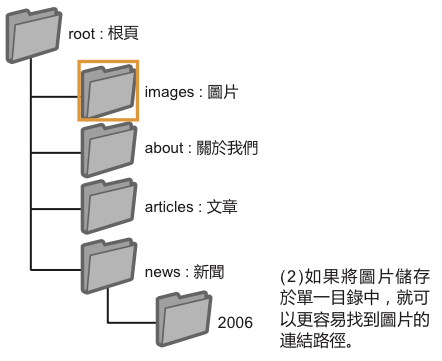 root : 根頁
images : 圖片
about : 關於我們
articles : 文章
news : 新聞
2006
(2)如果將圖片儲存
於單一目錄中，就可
以更容易找到圖片的
連結路徑。